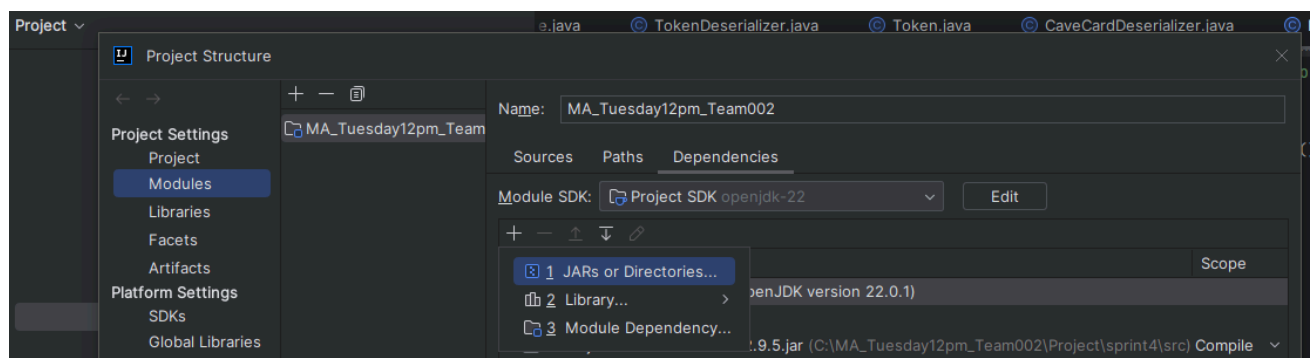 Project
e.java TokenDeserializer.java Token.java CaveCardDeserializer.java
Project Structure
Name: MA_Tuesday12pm_Team002
MA_Tuesday12pm_Team
Project Settings
Project
Modules
Libraries
Facets
Artifacts
Platform Settings
SDKs
Global Libraries
Sources Paths Dependencies
Module SDK: Project SDK openjdk-22 Edit
Scope
1 JARs or Directories...
2 Library...
3 Module Dependency...
penJDK version 22.0.1)
.9.5.jar (C:\MA_Tuesday12pm_Team002\Project\sprint4\src) Compile